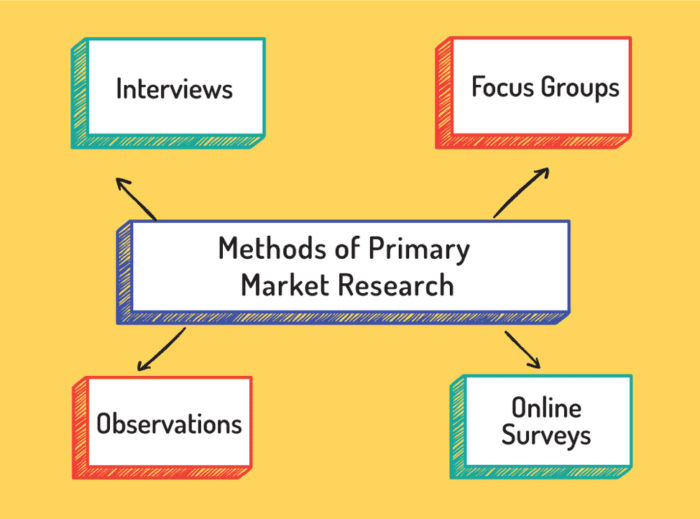 Interviews
Focus Groups
Methods of Primary
Market Research
Observations
Online
Surveys